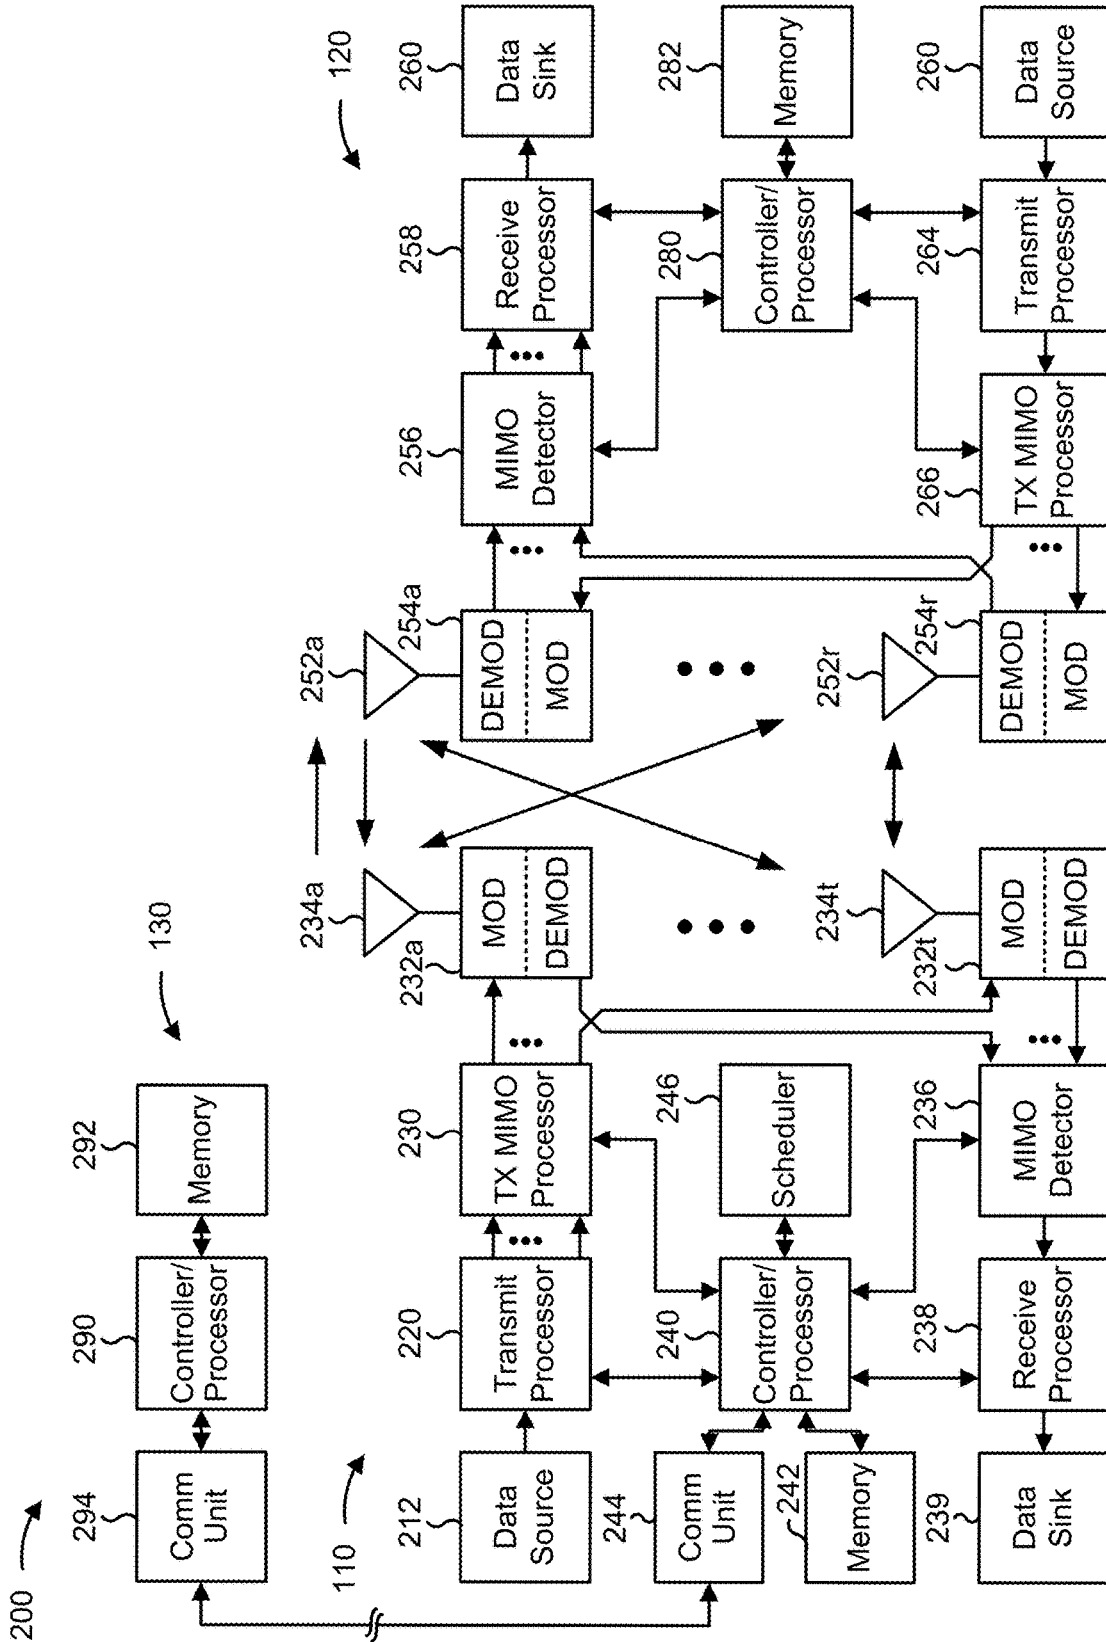 200
130
294
290
292
Comm
Unit
Controller/
Processor
Memory
110
120
212
220
230
232a
234a
252a
254a
256
258
260
Data
Source
Transmit
Processor
TX MIMO
Processor
MOD
DEMOD
DEMOD
MOD
MIMO
Detector
Receive
Processor
Data
Sink
244
240
246
280
282
Comm
Unit
Controller/
Processor
Scheduler
Controller/
Processor
Memory
242
Memory
239
238
236
232t
234t
252r
254r
266
264
260
Data
Sink
Receive
Processor
MIMO
Detector
MOD
DEMOD
DEMOD
MOD
TX MIMO
Processor
Transmit
Processor
Data
Source